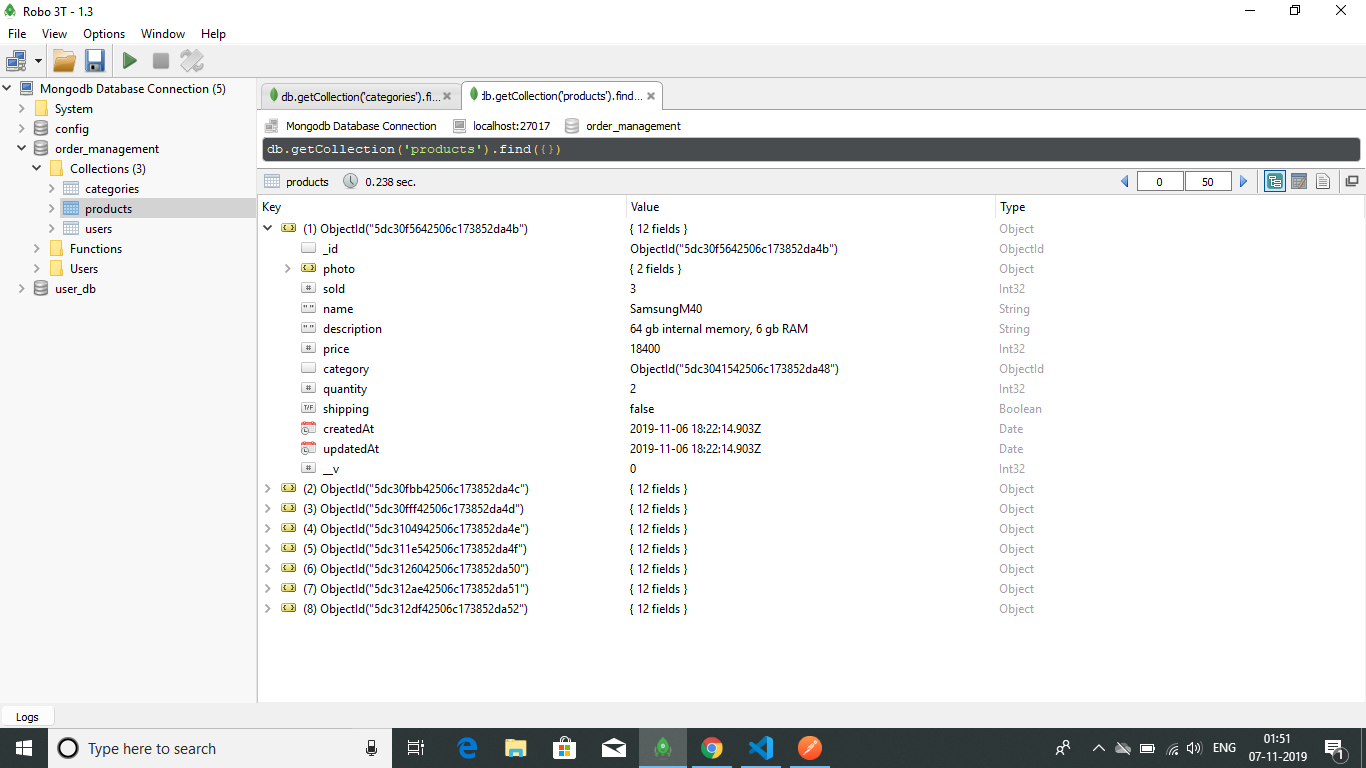 Robo 3T - 1.3
File View Options Window Help
Mongodb Database Connection (5)
System
config
order_management
Collections (3)
categories
products
users
Functions
Users
user_db
db.getCollection('categories').fi...
db.getCollection('products').find...
Mongodb Database Connection localhost:27017 order_management
db.getCollection('products').find({})
products 0.238 sec. 0 50
Key Value Type
(1) ObjectId("5dc30f5642506c173852da4b") { 12 fields } Object
_id ObjectId("5dc30f5642506c173852da4b") ObjectId
photo { 2 fields } Object
# sold 3 Int32
" " name SamsungM40 String
" " description 64 gb internal memory, 6 gb RAM String
# price 18400 Int32
category ObjectId("5dc3041542506c173852da48") ObjectId
# quantity 2 Int32
T/F shipping false Boolean
createdAt 2019-11-06 18:22:14.903Z Date
updatedAt 2019-11-06 18:22:14.903Z Date
# __v 0 Int32
(2) ObjectId("5dc30fbb42506c173852da4c") { 12 fields } Object
(3) ObjectId("5dc30fff42506c173852da4d") { 12 fields } Object
(4) ObjectId("5dc3104942506c173852da4e") { 12 fields } Object
(5) ObjectId("5dc311e542506c173852da4f") { 12 fields } Object
(6) ObjectId("5dc3126042506c173852da50") { 12 fields } Object
(7) ObjectId("5dc312ae42506c173852da51") { 12 fields } Object
(8) ObjectId("5dc312df42506c173852da52") { 12 fields } Object
Logs
Type here to search
ENG
01:51
07-11-2019
1